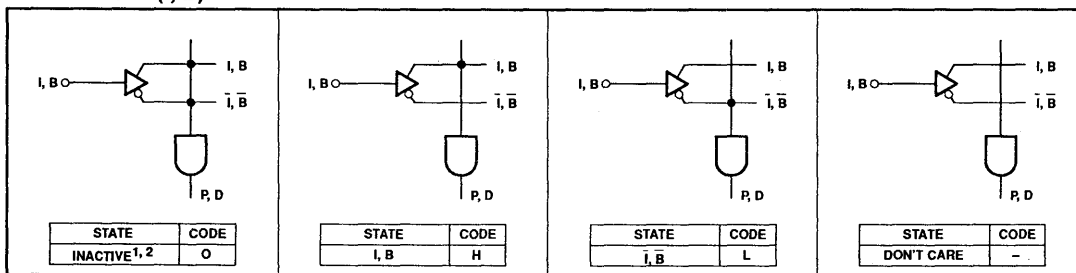 I, B
I, B
I̅, B̅
P, D
STATE CODE
INACTIVE1, 2 O
I, B
I, B
I̅, B̅
P, D
STATE CODE
I, B H
I, B
I, B
I̅, B̅
P, D
STATE CODE
I̅, B̅ L
I, B
I, B
I̅, B̅
P, D
STATE CODE
DON'T CARE –